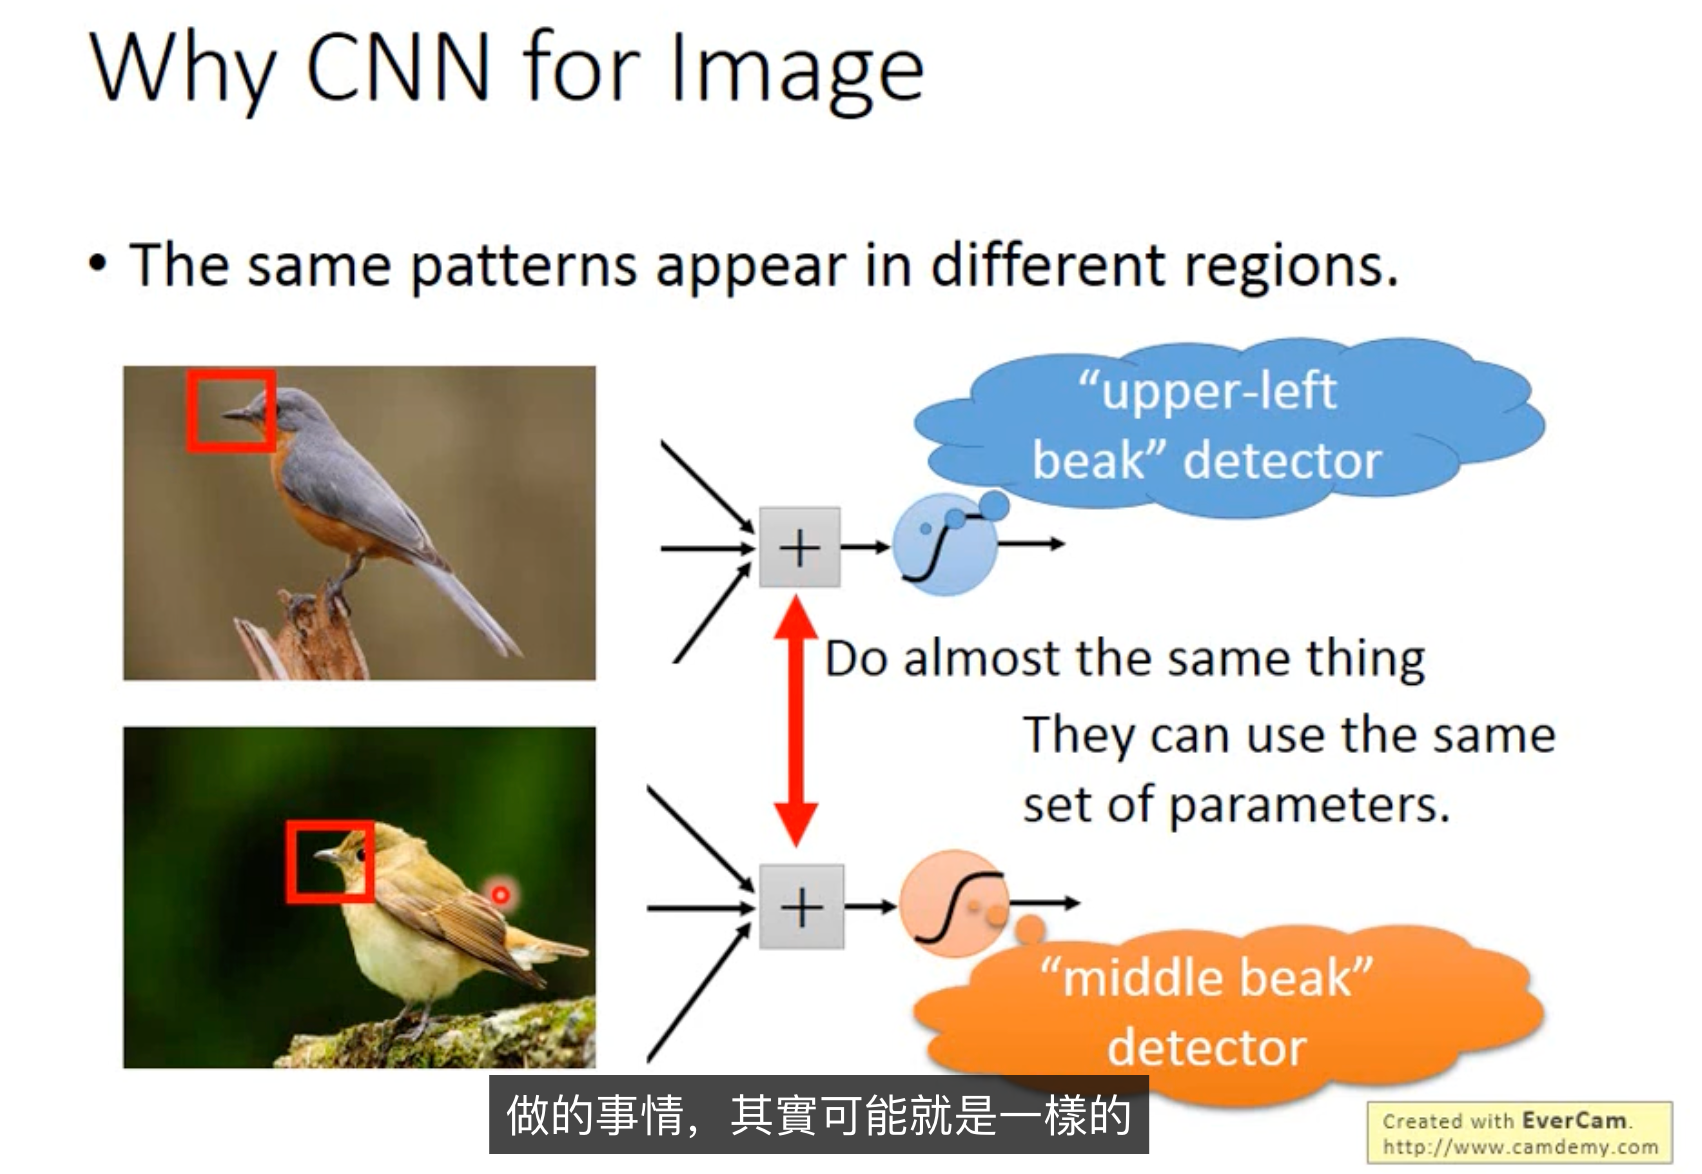 Why CNN for Image
• The same patterns appear in different regions.
“upper-left
beak” detector
+
Do almost the same thing
They can use the same
set of parameters.
+
“middle beak”
detector
做的事情，其實可能就是一樣的
Created with EverCam.
http://www.camdemy.com